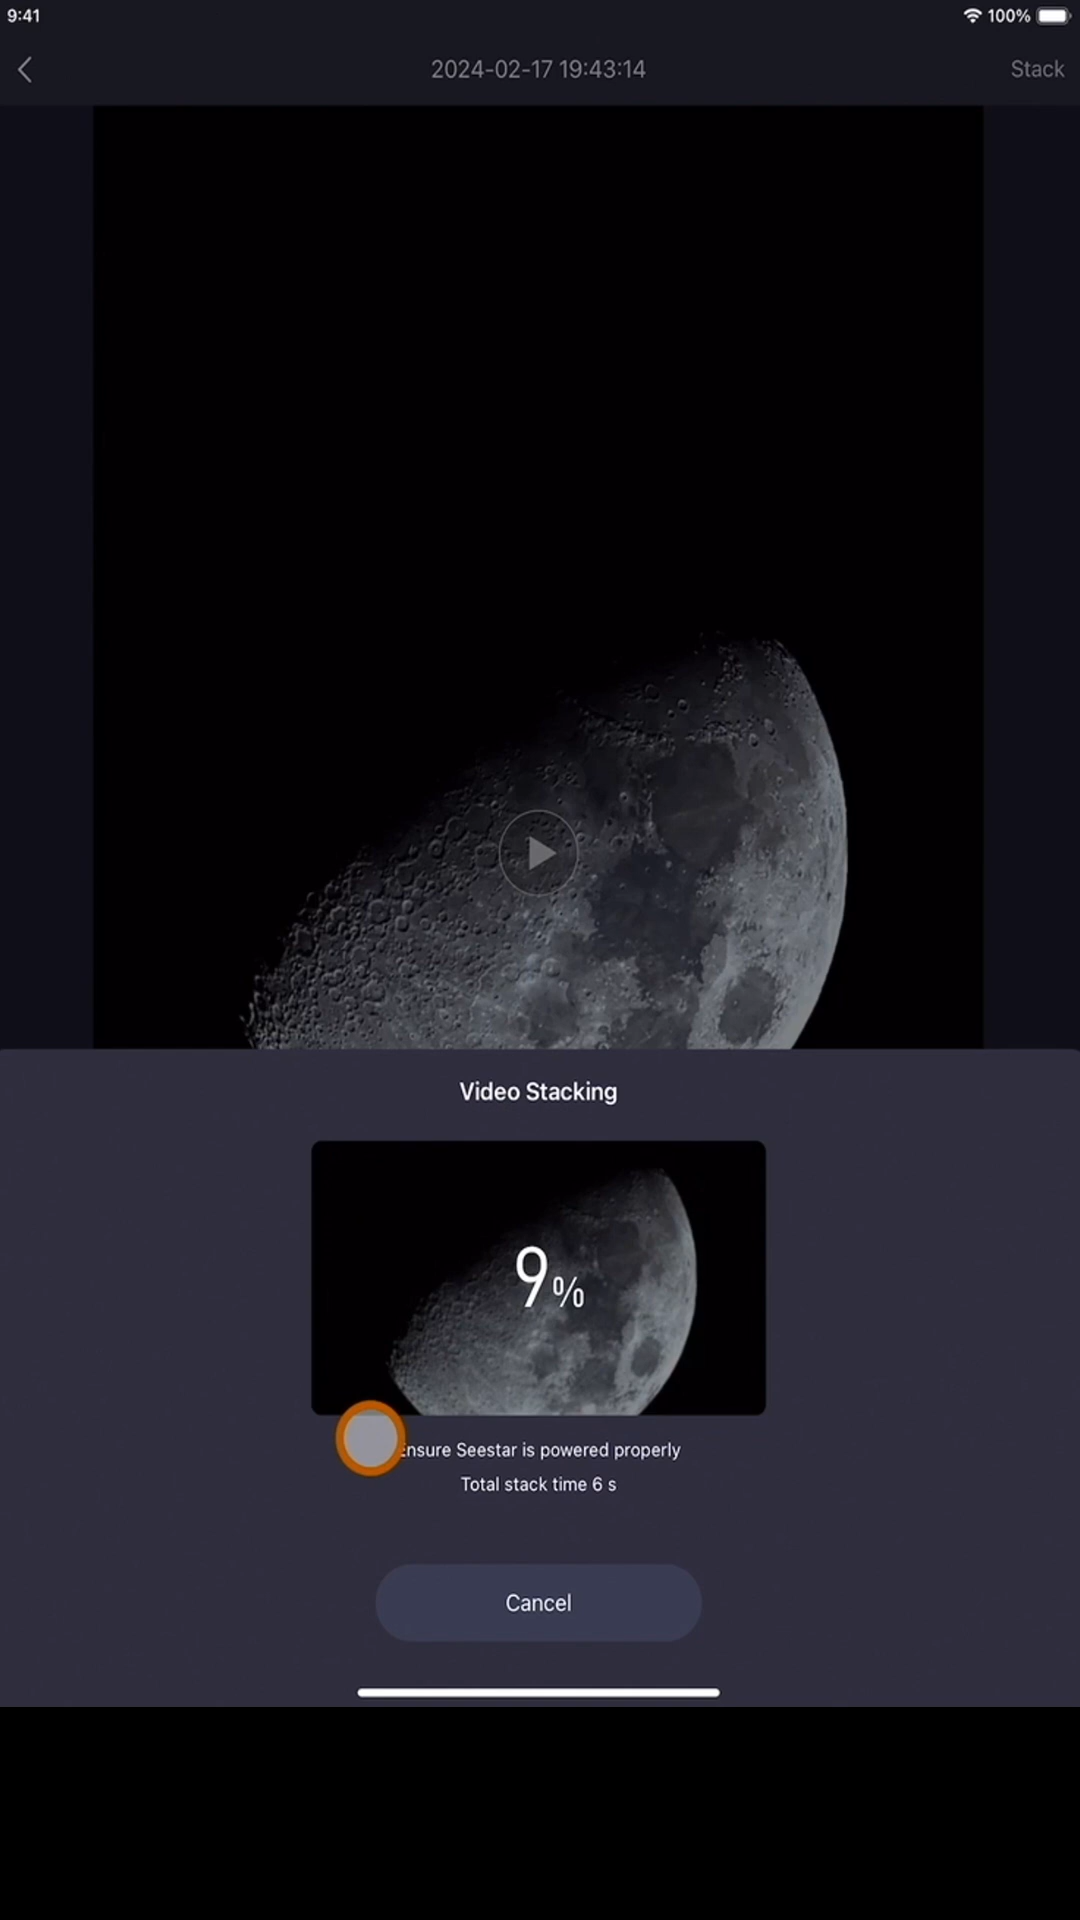 9:41
100%
2024-02-17 19:43:14
Stack
Video Stacking
9%
nsure Seestar is powered properly
Total stack time 6 s
Cancel